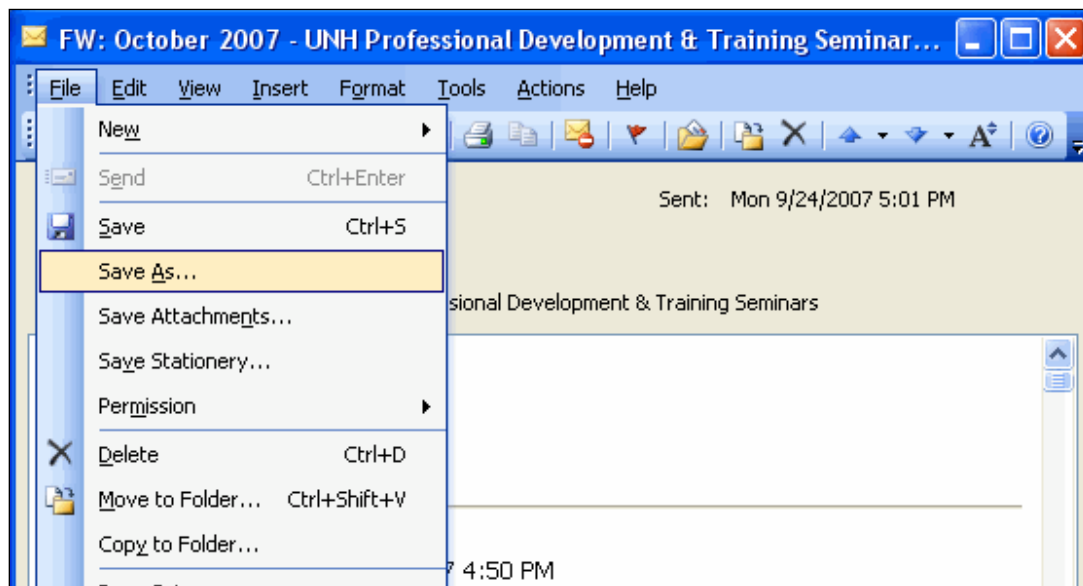 FW: October 2007 - UNH Professional Development & Training Seminar...
File Edit View Insert Format Tools Actions Help
New
Send Ctrl+Enter
Sent: Mon 9/24/2007 5:01 PM
Save Ctrl+S
Save As...
sional Development & Training Seminars
Save Attachments...
Save Stationery...
Permission
Delete Ctrl+D
Move to Folder... Ctrl+Shift+V
Copy to Folder...
7 4:50 PM